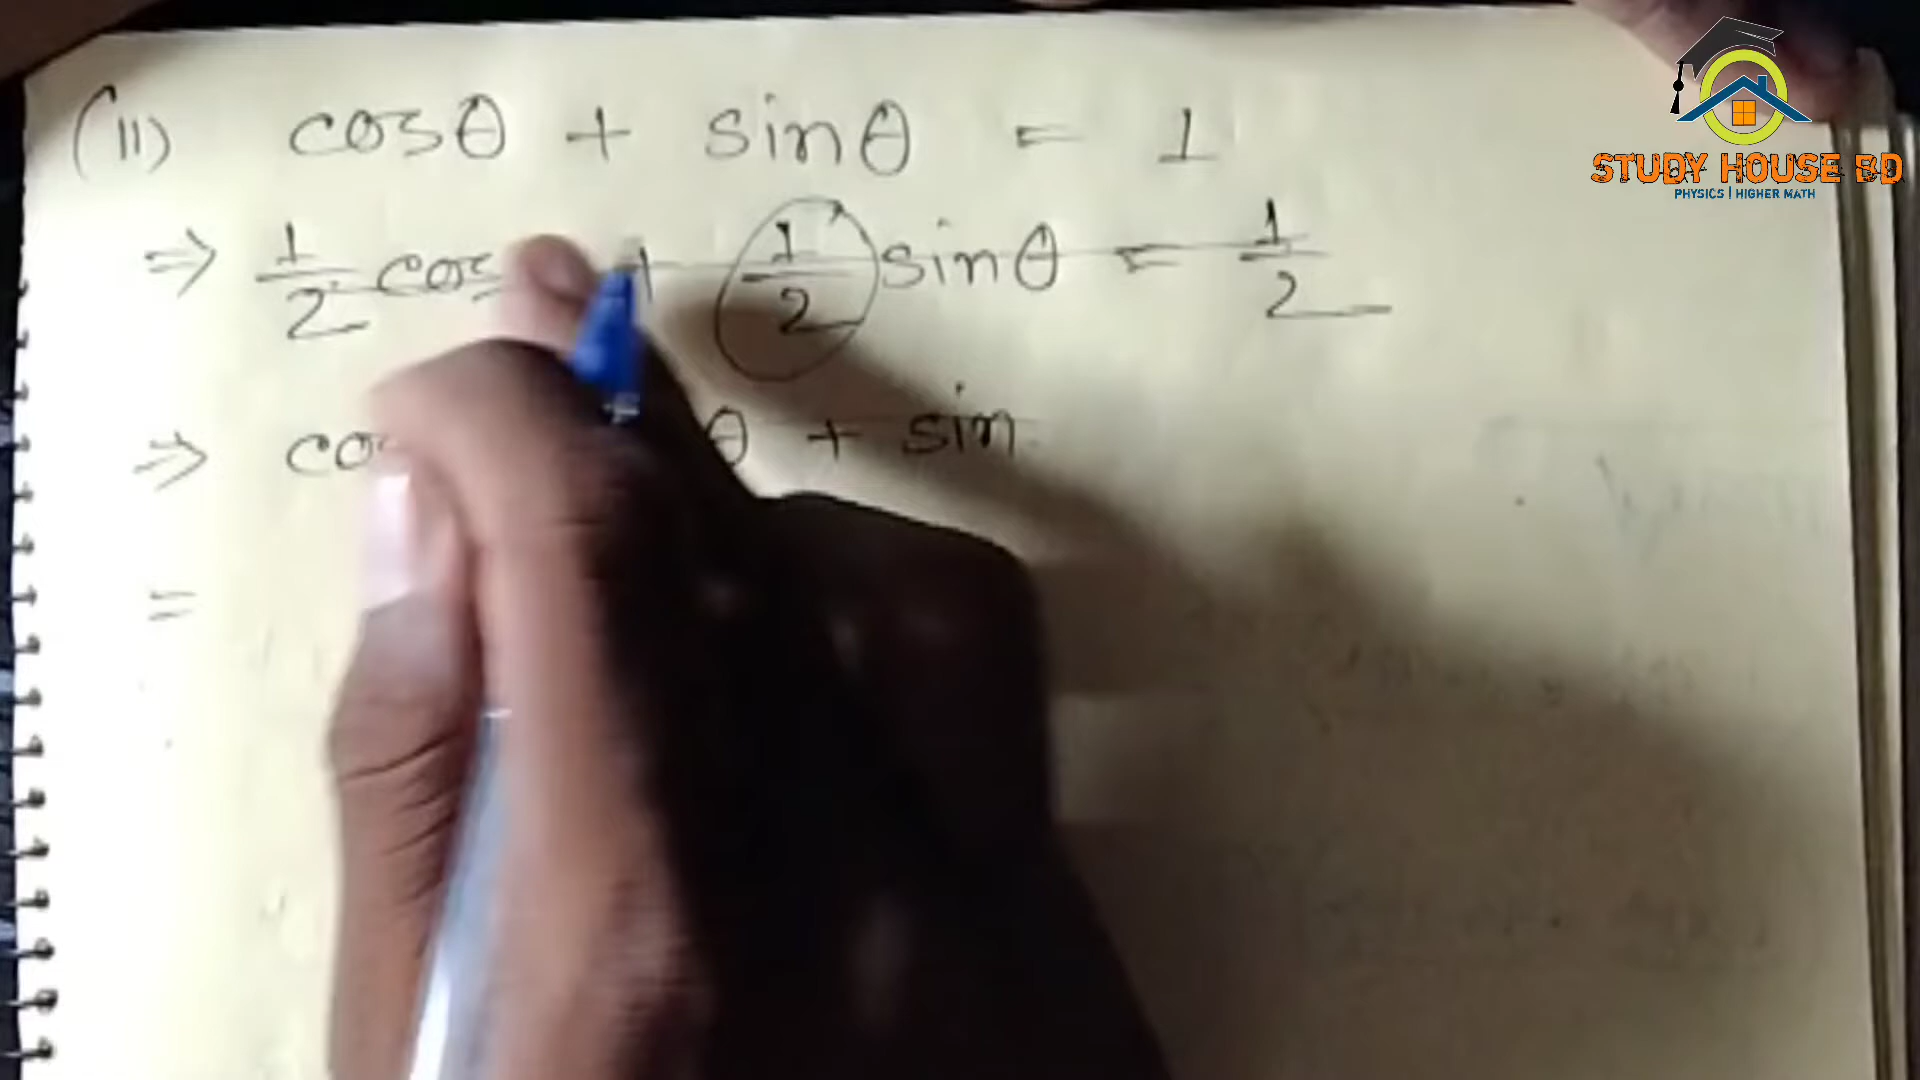 (ii) cosθ + sinθ = 1
⇒ 1/2 cos + 1/2 sinθ = 1/2
⇒ θ + sin
=
STUDY HOUSE BD
PHYSICS | HIGHER MATH